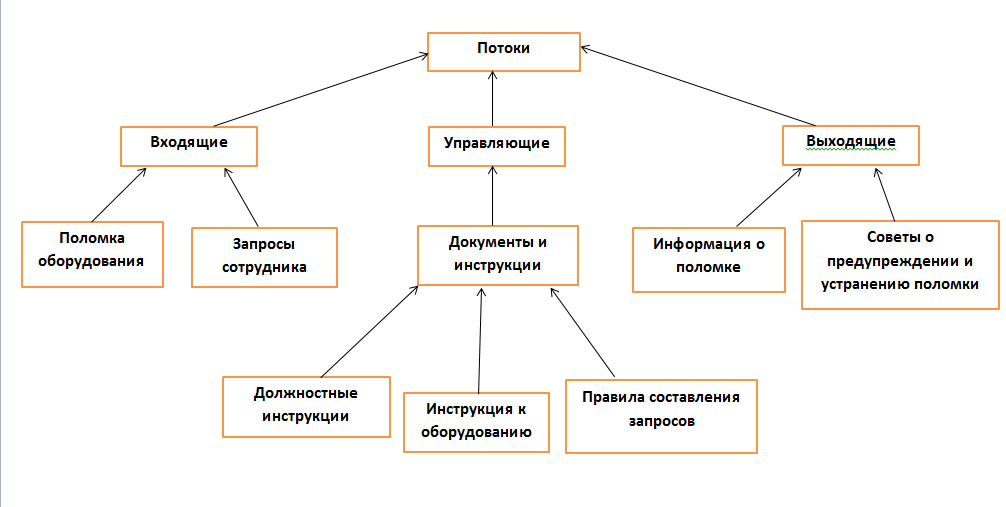 Потоки
Входящие
Управляющие
Выходящие
Поломка
оборудования
Запросы
сотрудника
Документы и
инструкции
Информация о
поломке
Советы о
предупреждении и
устранению поломки
Должностные
инструкции
Инструкция к
оборудованию
Правила составления
запросов